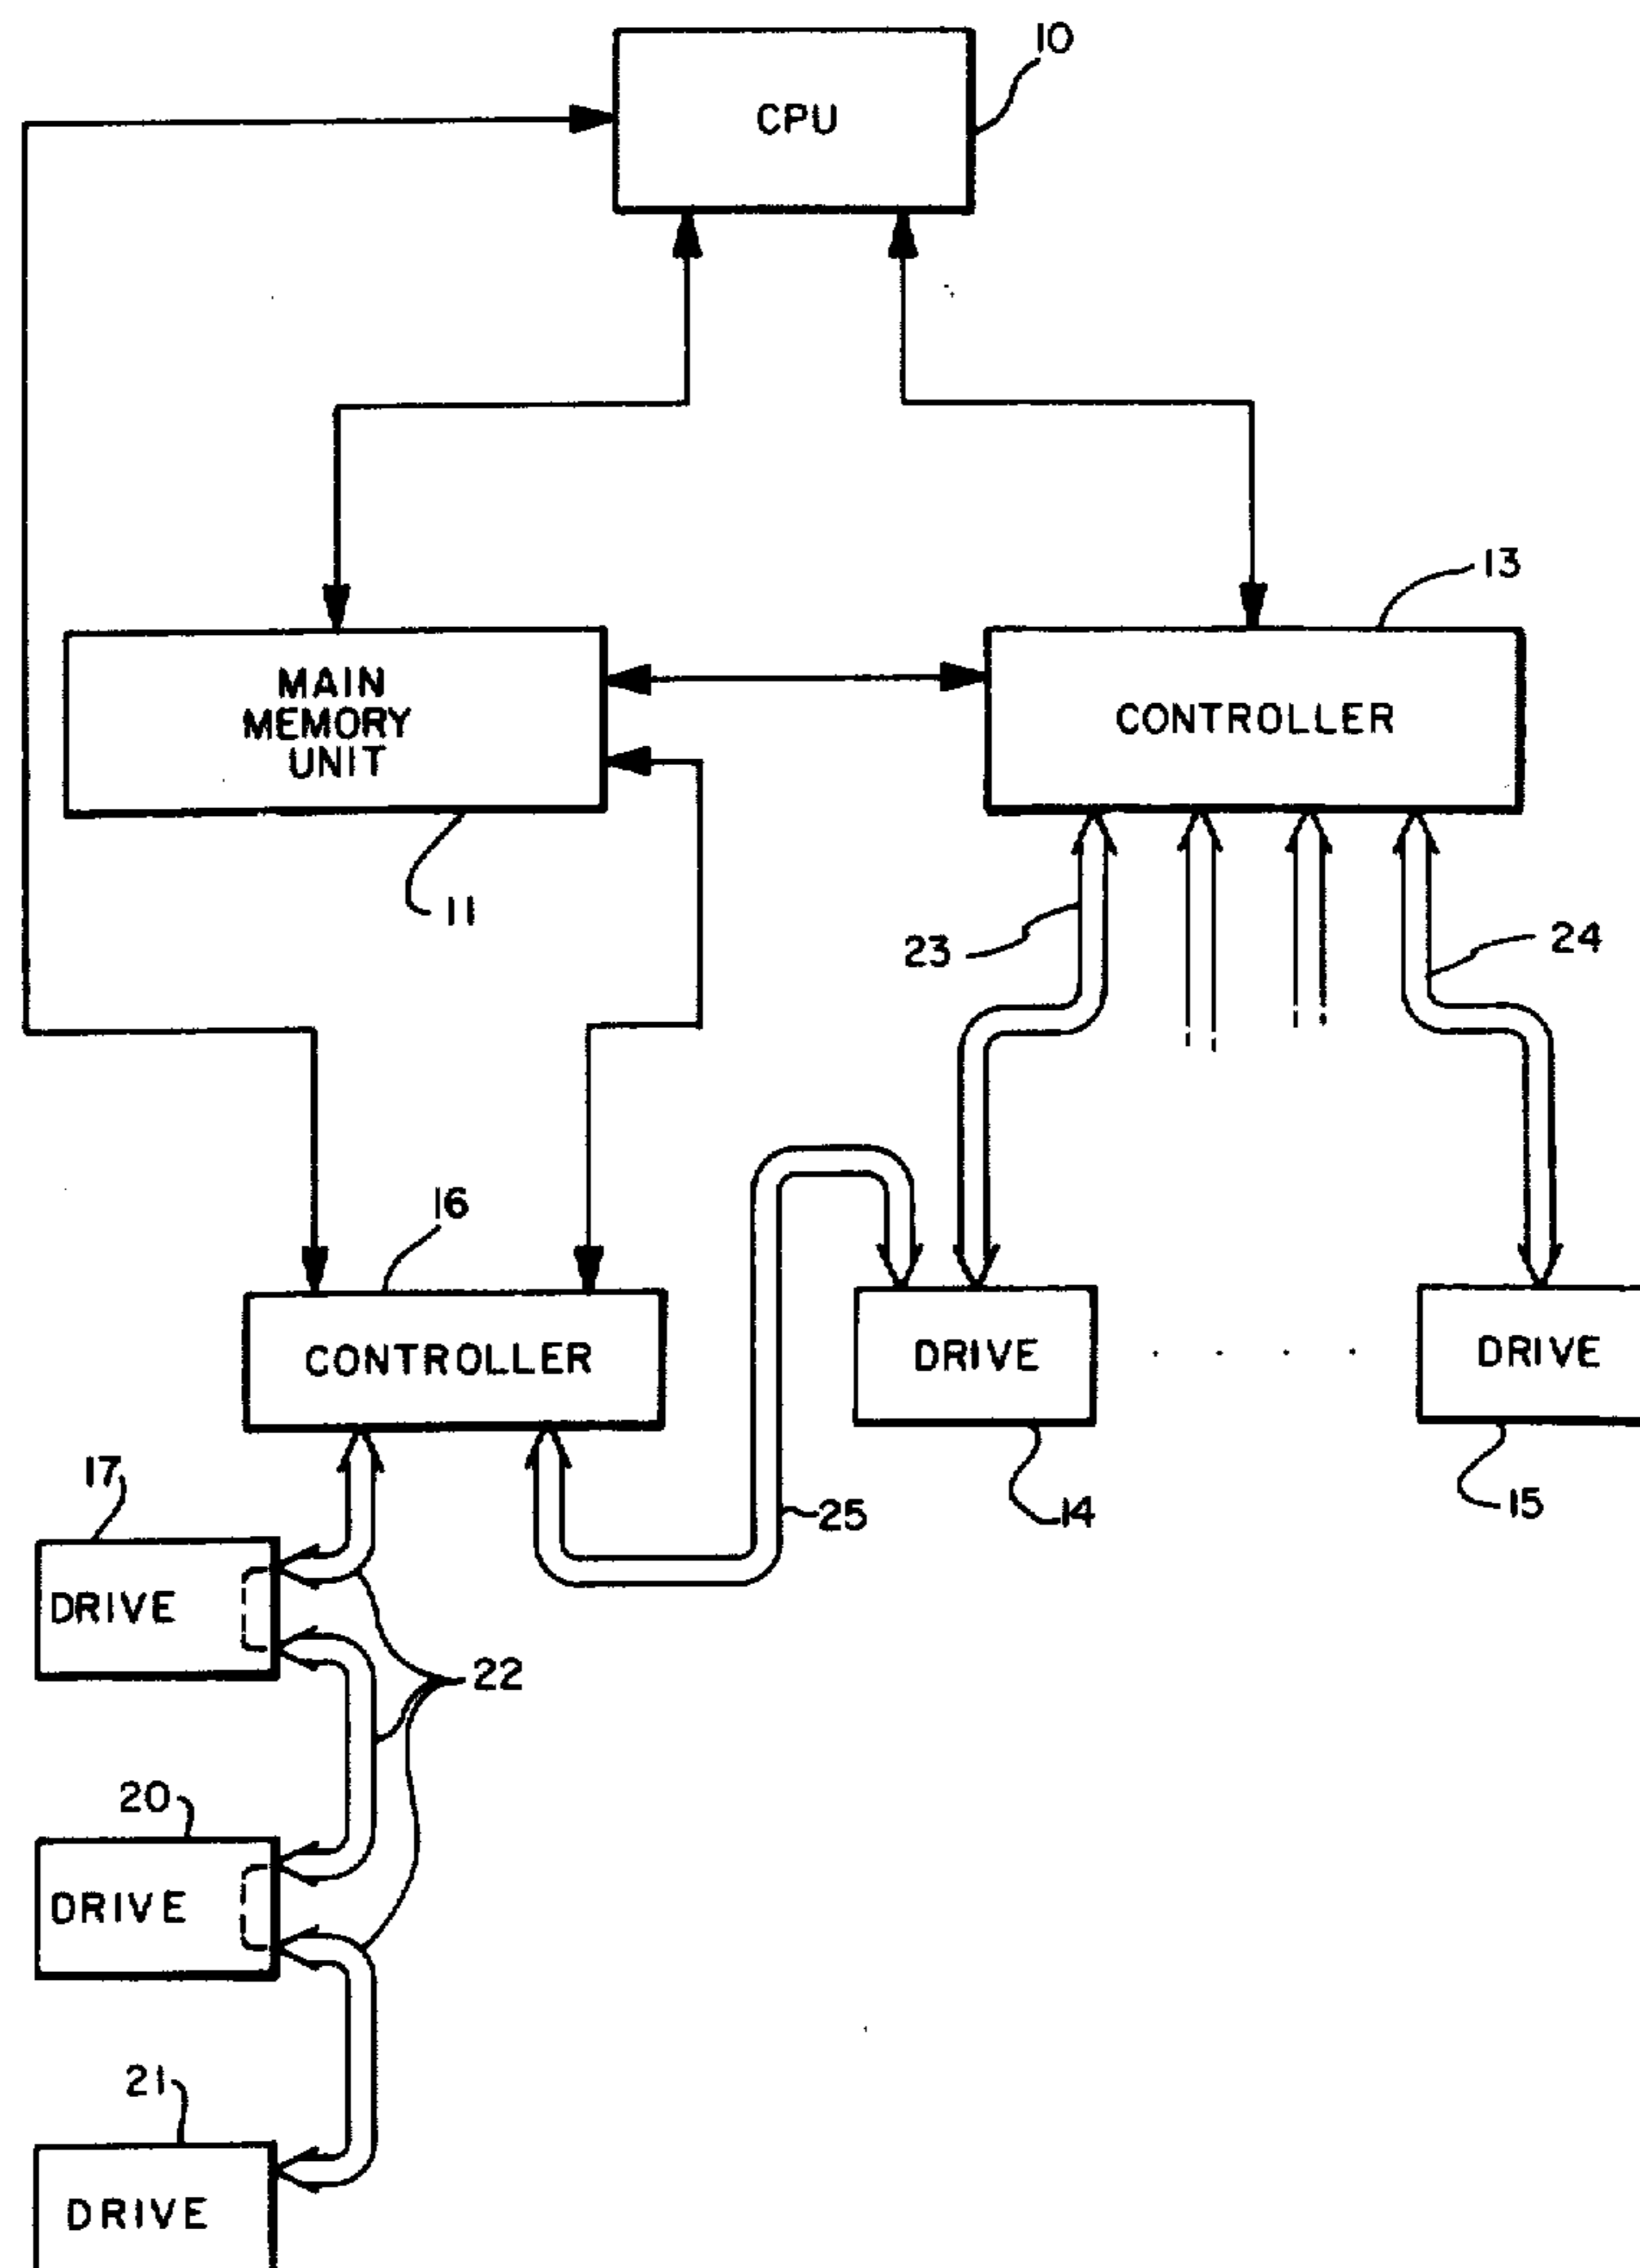 10
CPU
13
MAIN
MEMORY
UNIT
CONTROLLER
11
23
24
16
CONTROLLER
DRIVE
DRIVE
17
25
14
15
DRIVE
22
20
DRIVE
21
DRIVE